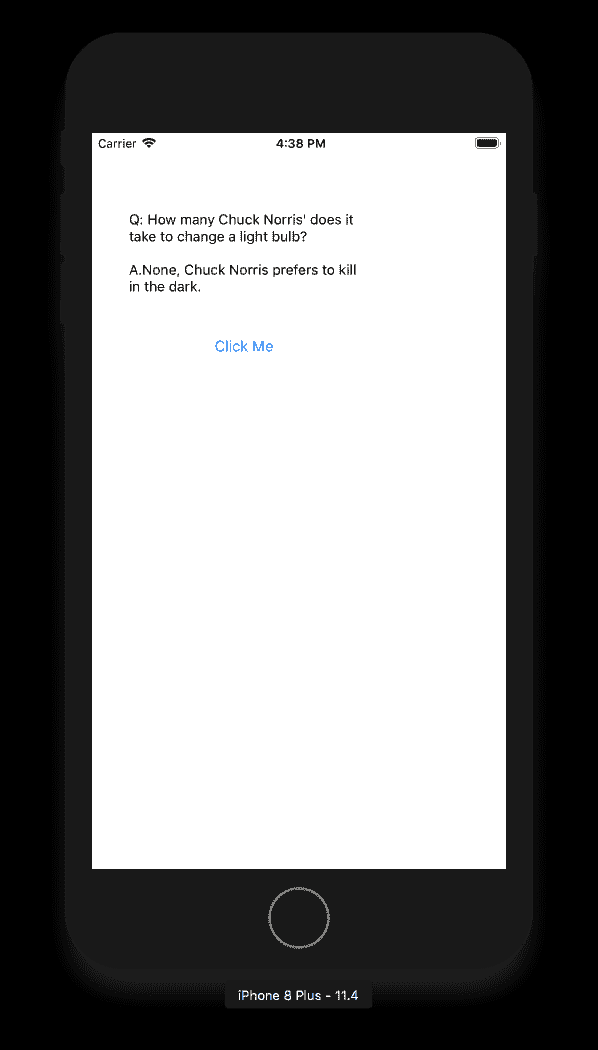 Carrier 4:38 PM
Q: How many Chuck Norris' does it
take to change a light bulb?
A.None, Chuck Norris prefers to kill
in the dark.
Click Me
iPhone 8 Plus - 11.4